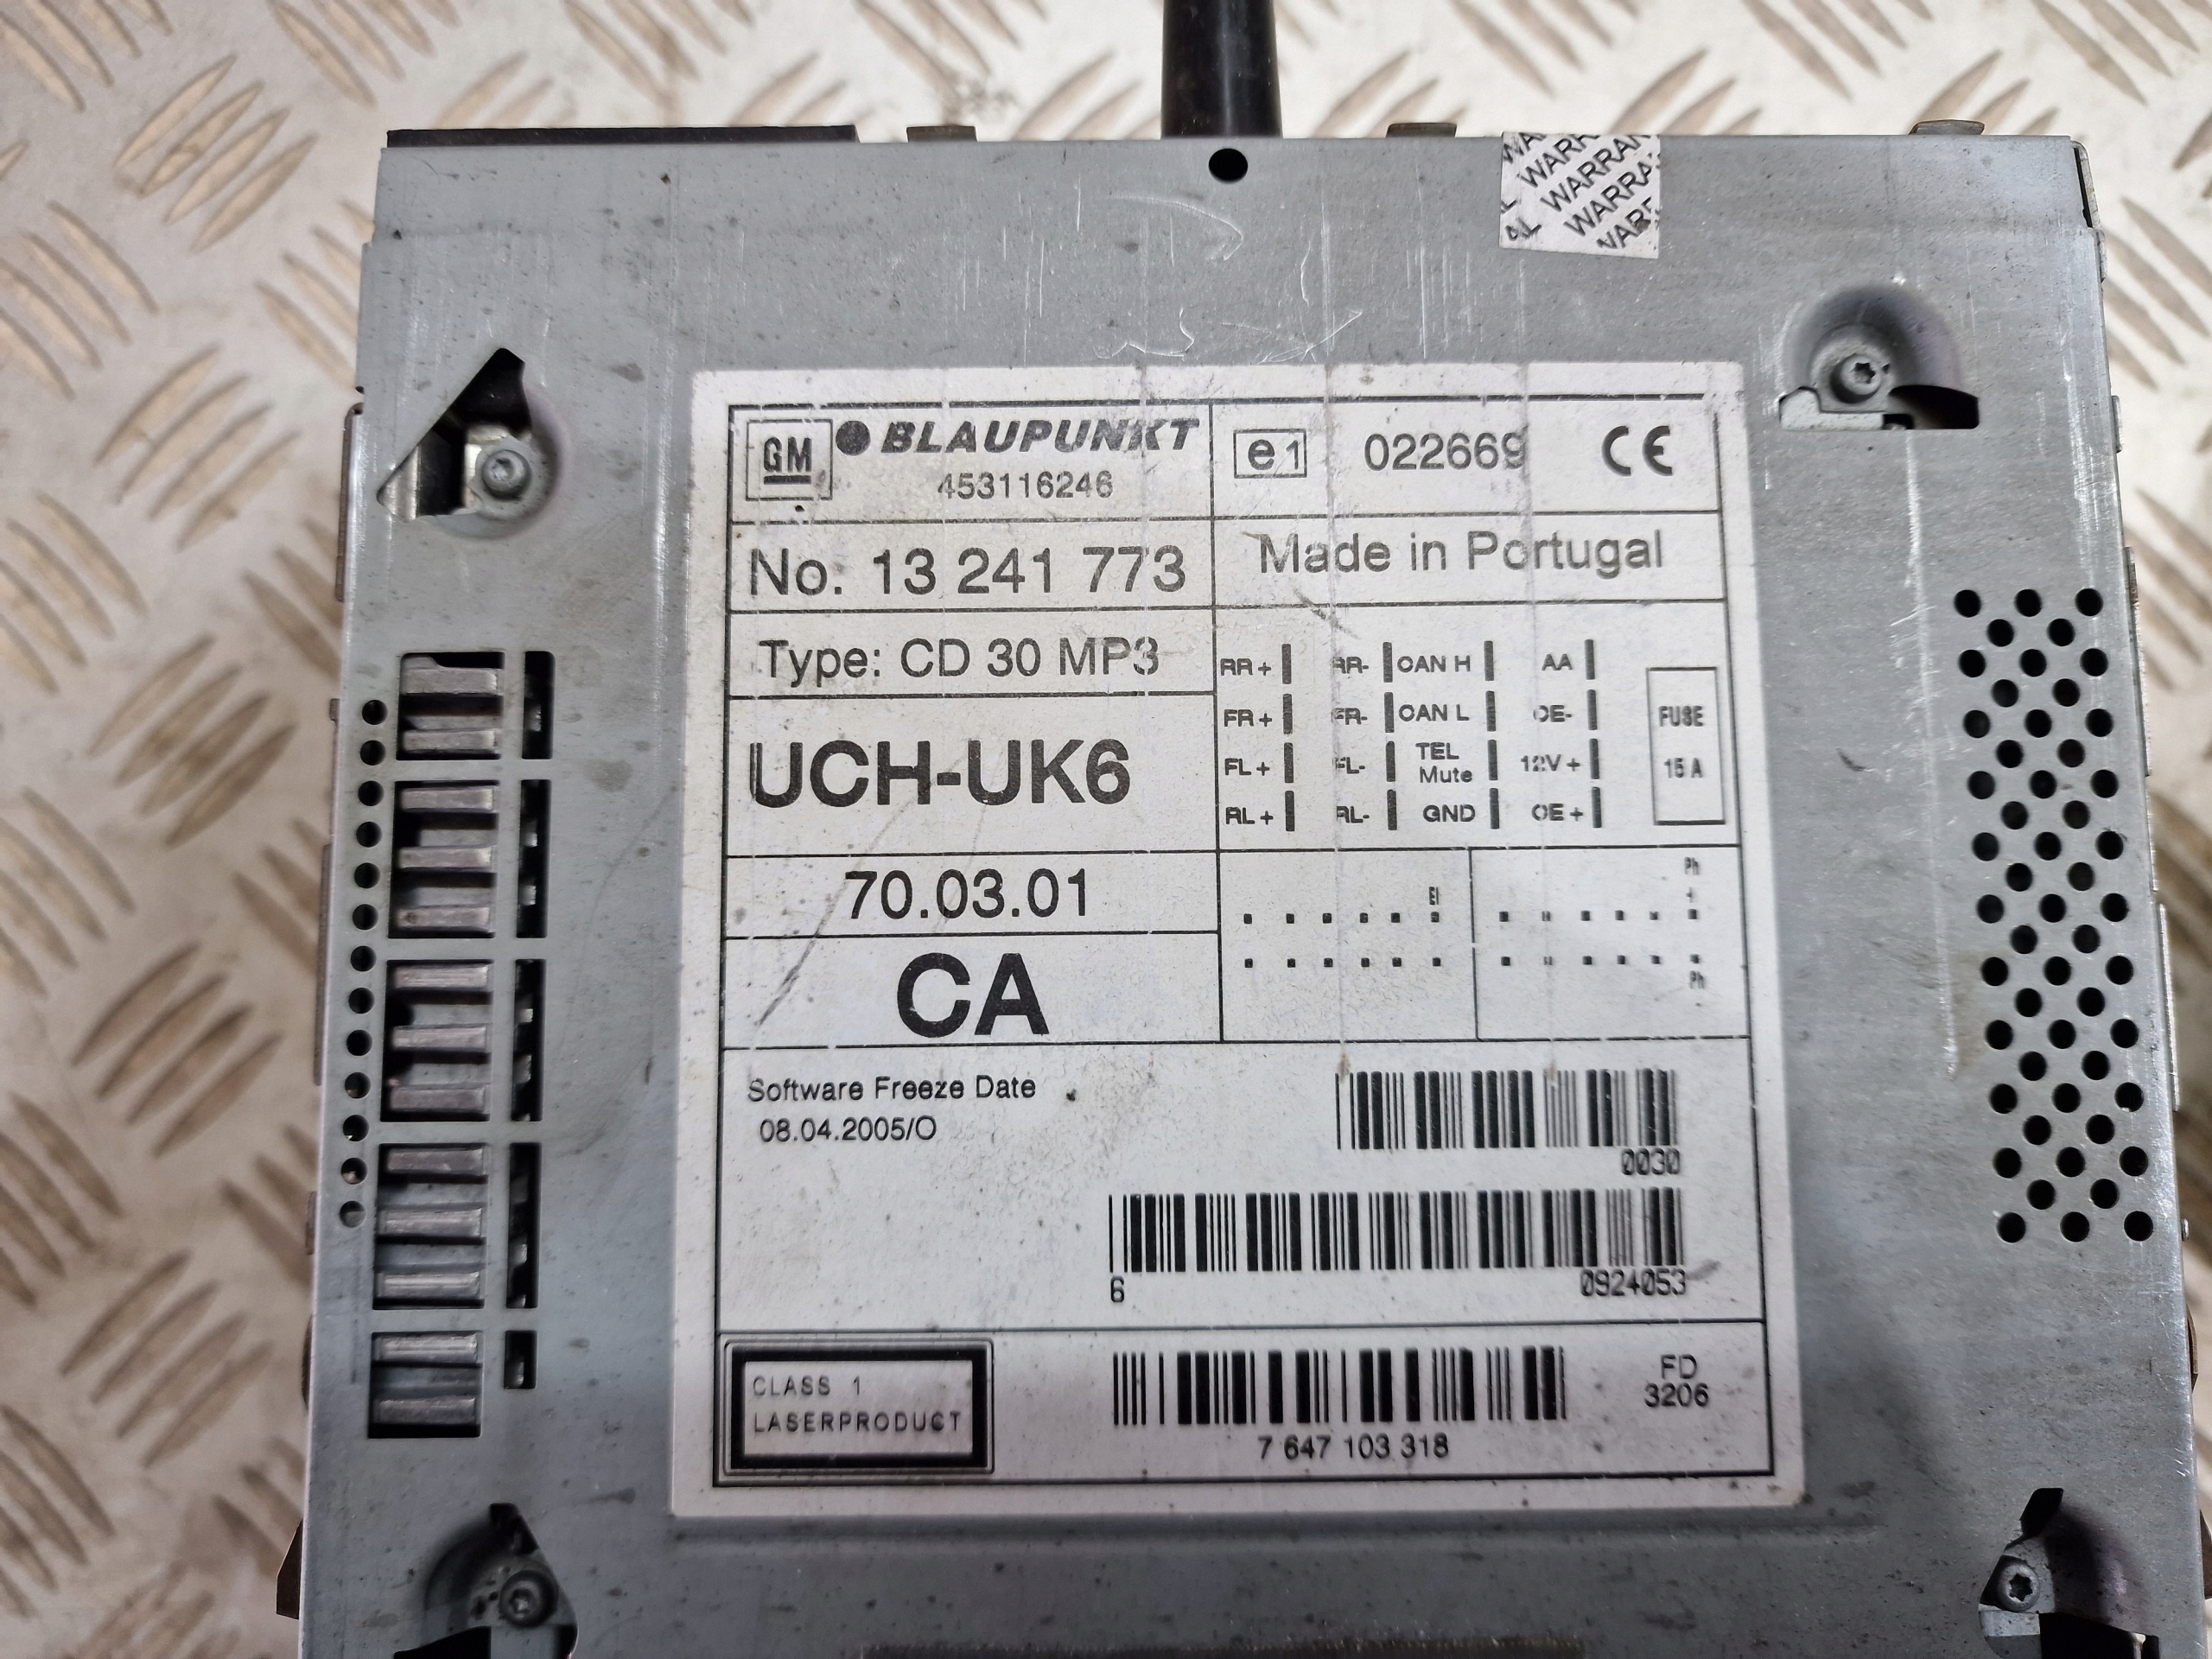 WARRAN
WARRAN
WARRA
GM
BLAUPUNKT
453116246
e1 022669 CE
No. 13 241 773
Made in Portugal
Type: CD 30 MP3
UCH-UK6
RR+ RR- CAN H AA
FR+ FR- CAN L OE-
FL+ FL- TEL Mute 12V+
RL+ RL- GND OE+
FUSE
15 A
70.03.01
CA
Ph
+
Ph
Software Freeze Date
08.04.2005/O
0030
6 0924053
CLASS 1
LASERPRODUCT
7 647 103 318
FD
3206